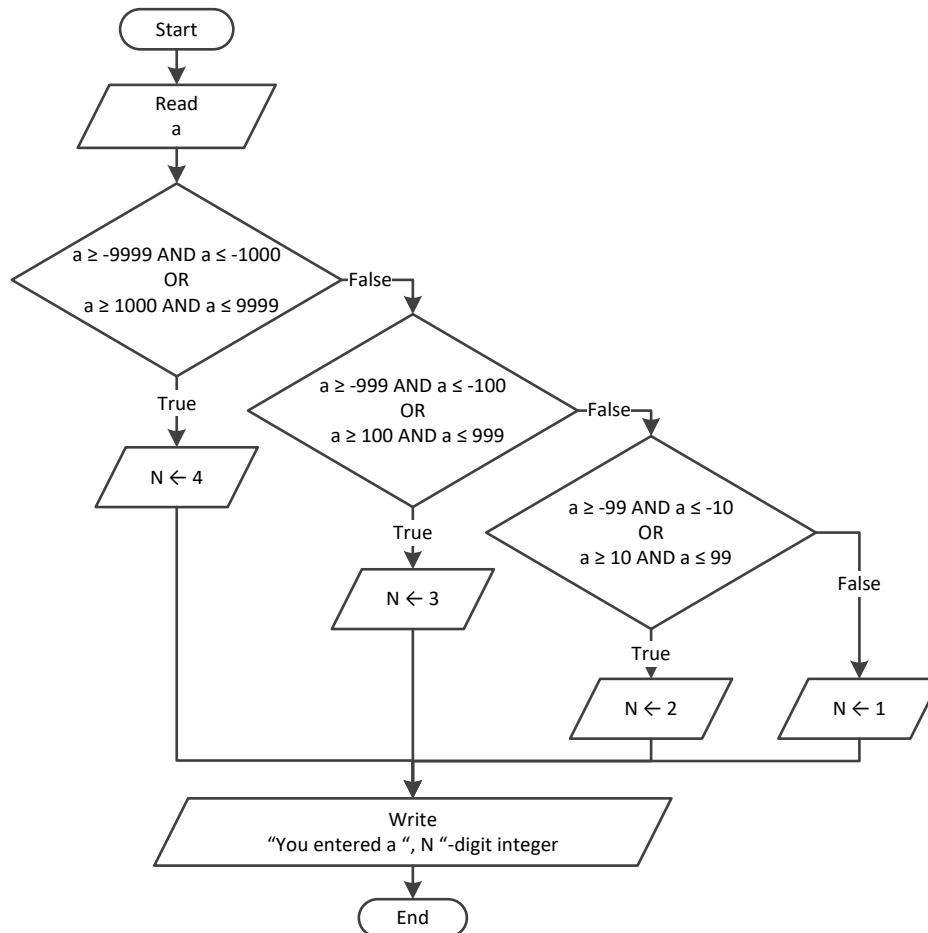 Start
Read
a
a ≥ -9999 AND a ≤ -1000
OR
a ≥ 1000 AND a ≤ 9999
False
True
a ≥ -999 AND a ≤ -100
OR
a ≥ 100 AND a ≤ 999
False
True
N ← 4
a ≥ -99 AND a ≤ -10
OR
a ≥ 10 AND a ≤ 99
False
True
N ← 3
N ← 2
N ← 1
Write
“You entered a “, N “-digit integer
End